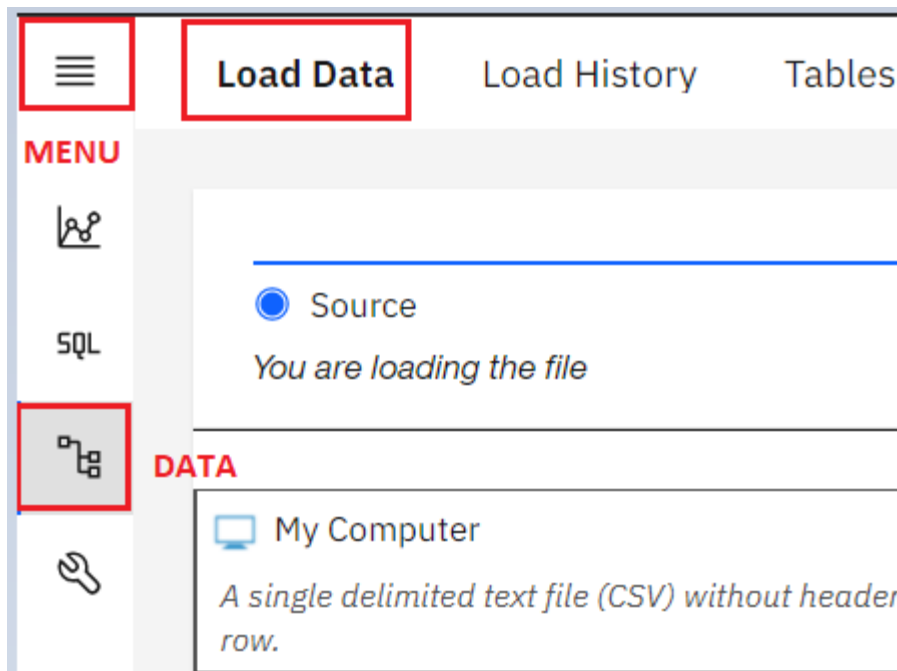 Load Data Load History Tables
MENU
Source
SQL
You are loading the file
DATA
My Computer
A single delimited text file (CSV) without header
row.